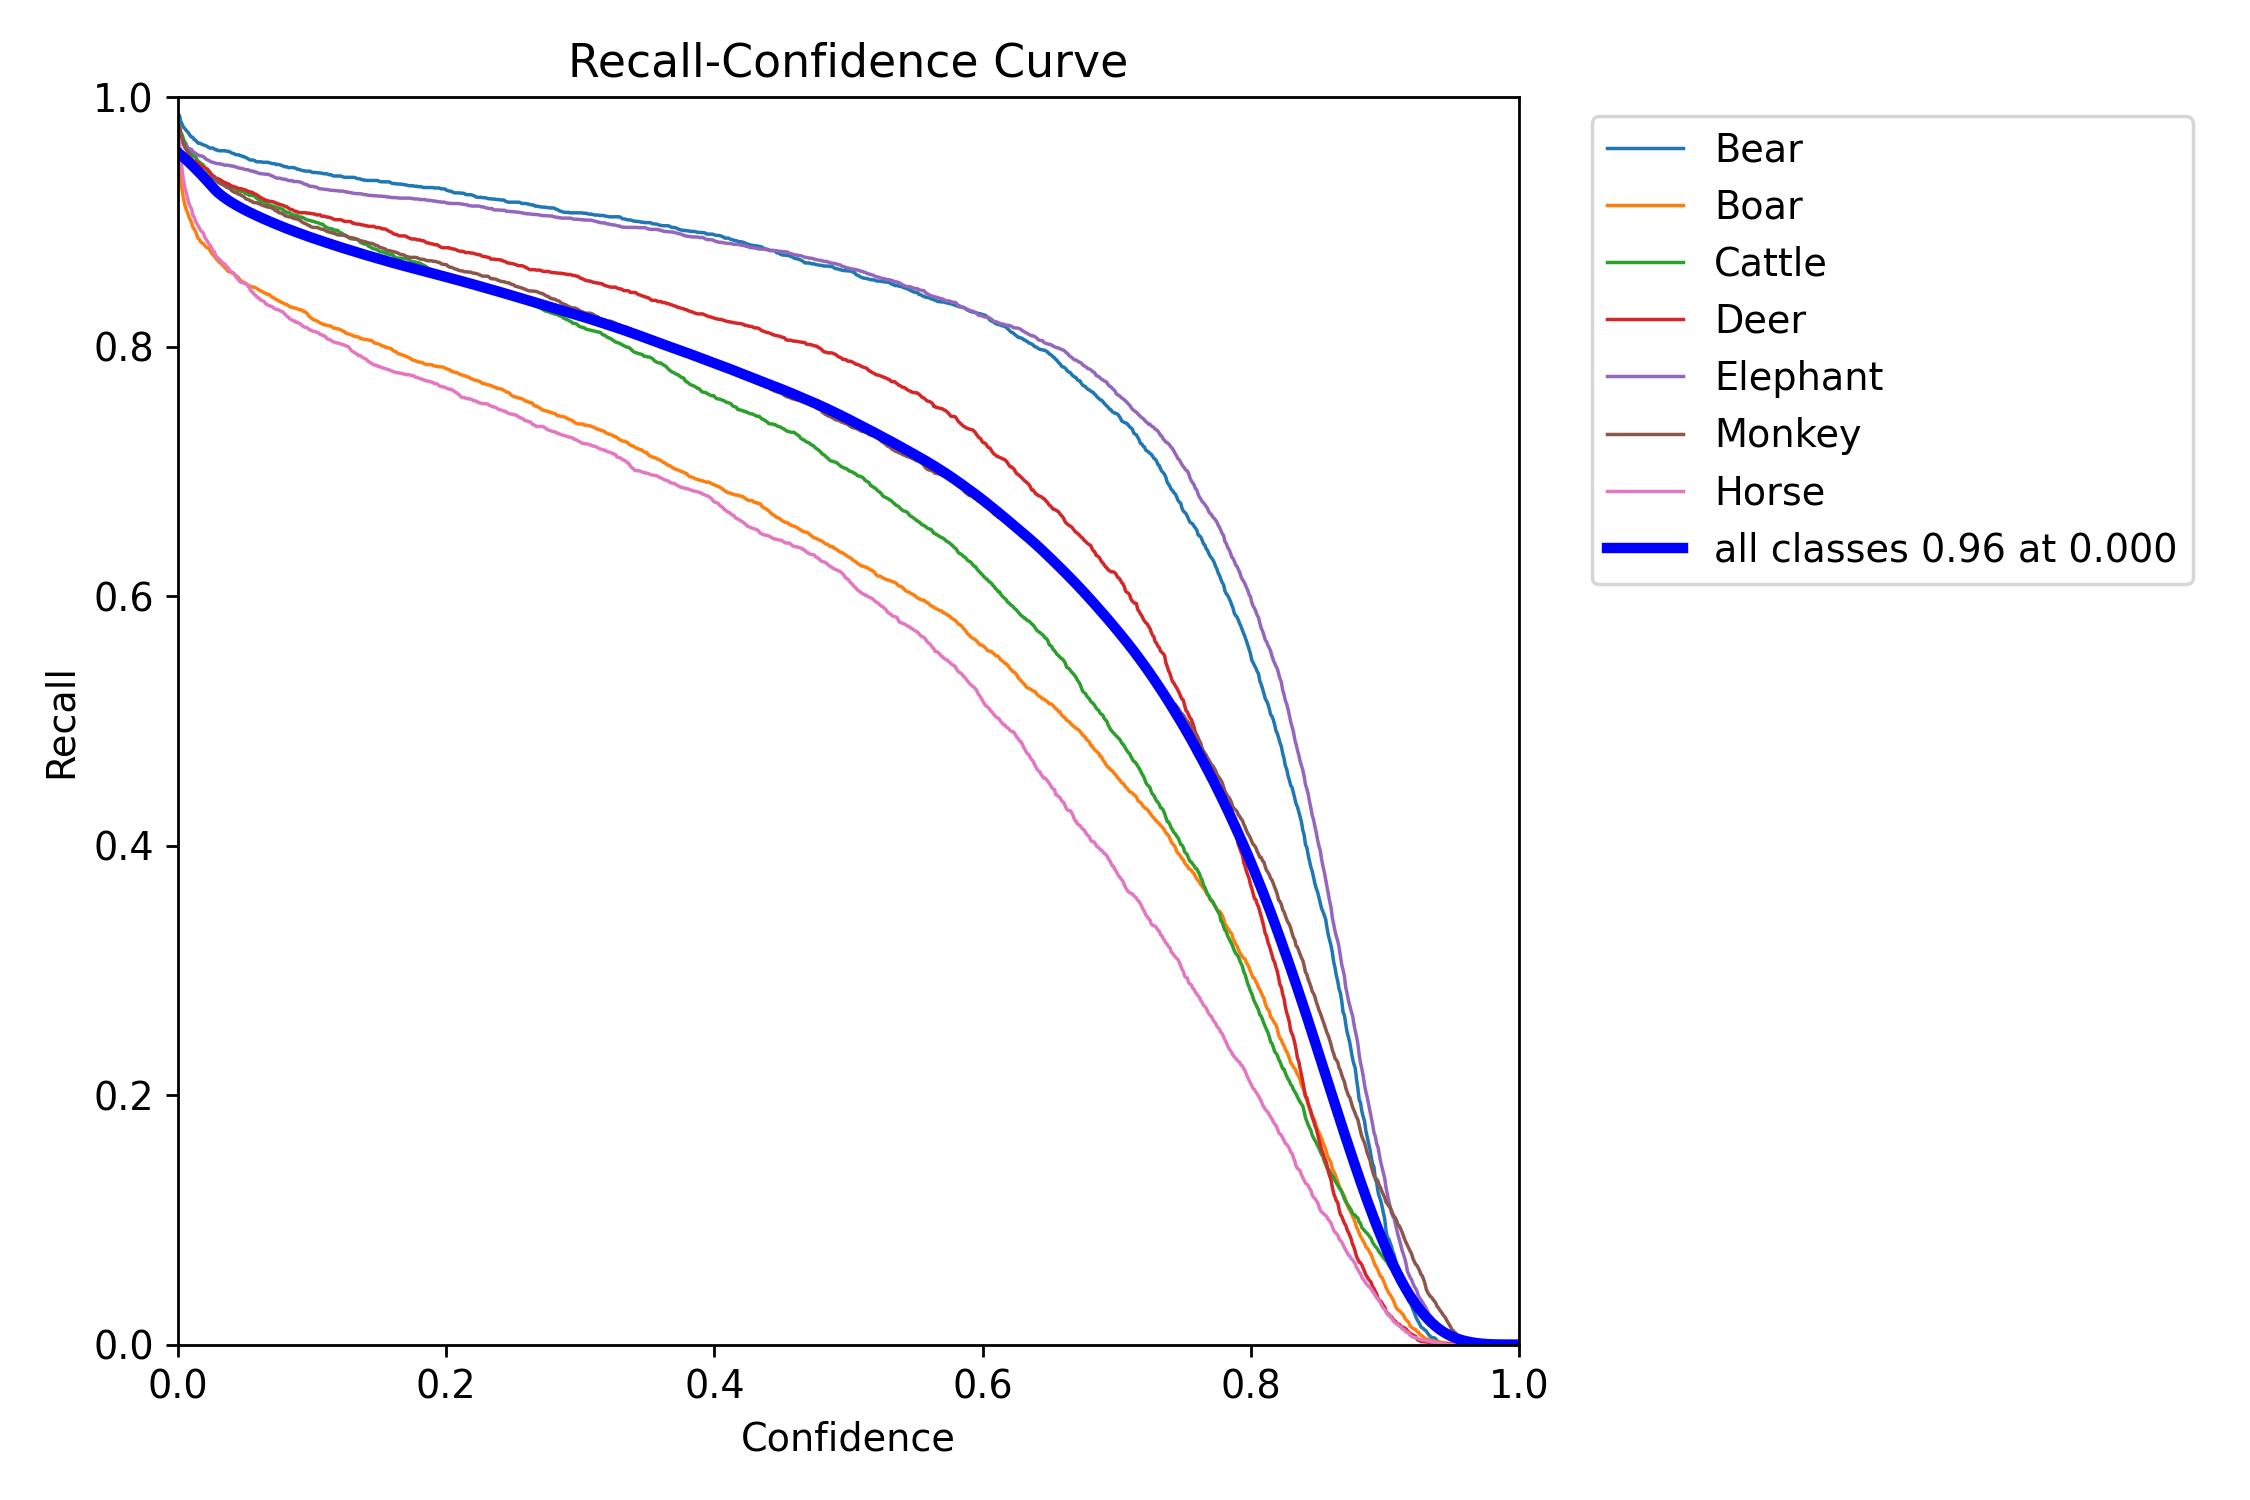 Recall-Confidence Curve
1.0
0.8
0.6
0.4
0.2
0.0
Recall
0.0 0.2 0.4 0.6 0.8 1.0
Confidence
Bear
Boar
Cattle
Deer
Elephant
Monkey
Horse
all classes 0.96 at 0.000